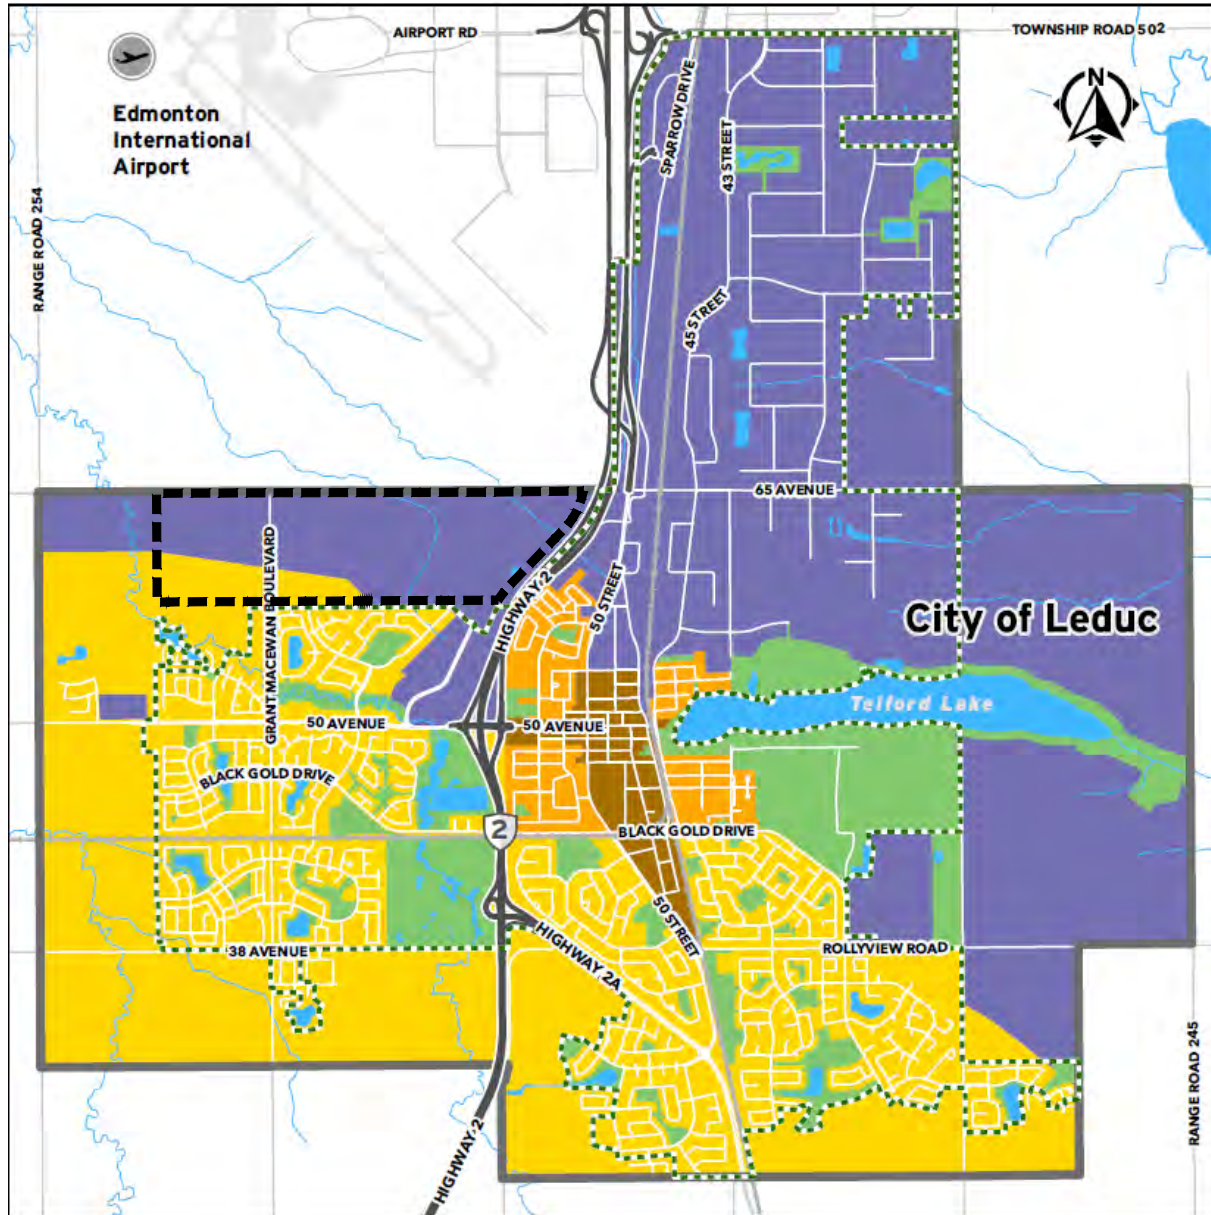 AIRPORT RD
TOWNSHIP ROAD 502
N
Edmonton
International
Airport
SPARROW DRIVE
43 STREET
RANGE ROAD 254
45 STREET
65 AVENUE
GRANT MACEWAN BOULEVARD
HIGHWAY 2
50 STREET
City of Leduc
Telford Lake
50 AVENUE
50 AVENUE
BLACK GOLD DRIVE
2
BLACK GOLD DRIVE
50 STREET
38 AVENUE
HIGHWAY 2A
ROLLYVIEW ROAD
RANGE ROAD 245
HIGHWAY 2